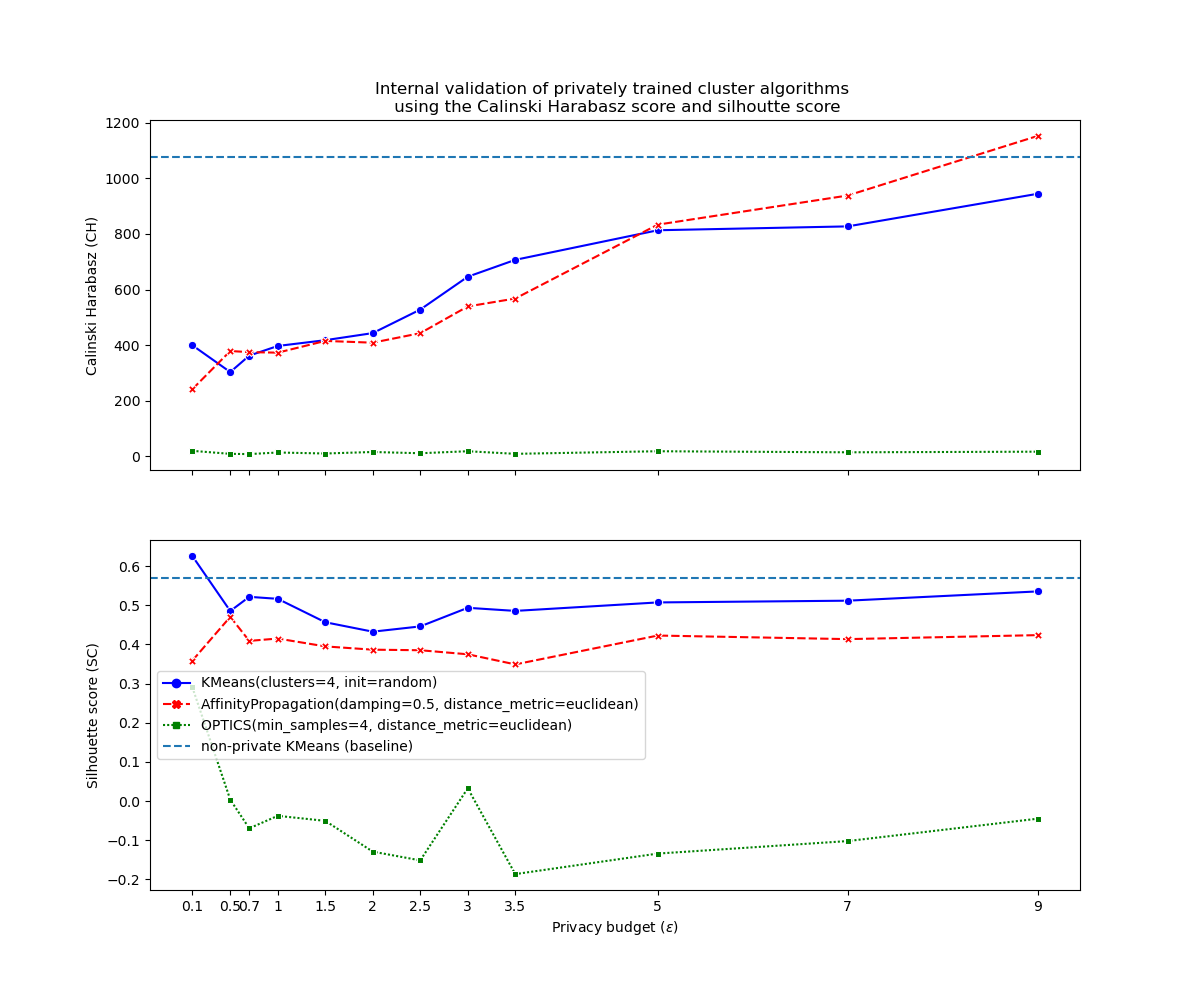 Internal validation of privately trained cluster algorithms
using the Calinski Harabasz score and silhoutte score
1200
1000
800
600
400
200
0
Calinski Harabasz (CH)
0.6
0.5
0.4
0.3
0.2
0.1
0.0
−0.1
−0.2
Silhouette score (SC)
KMeans(clusters=4, init=random)
AffinityPropagation(damping=0.5, distance_metric=euclidean)
OPTICS(min_samples=4, distance_metric=euclidean)
non-private KMeans (baseline)
0.1 0.5 0.7 1 1.5 2 2.5 3 3.5 5 7 9
Privacy budget (ε)